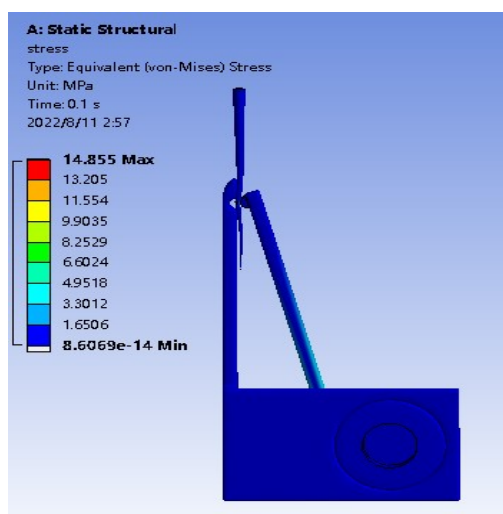 A: Static Structural
stress
Type: Equivalent (von-Mises) Stress
Unit: MPa
Time: 0.1 s
2022/8/11 2:57
14.855 Max
13.205
11.554
9.9035
8.2529
6.6024
4.9518
3.3012
1.6506
8.6069e-14 Min